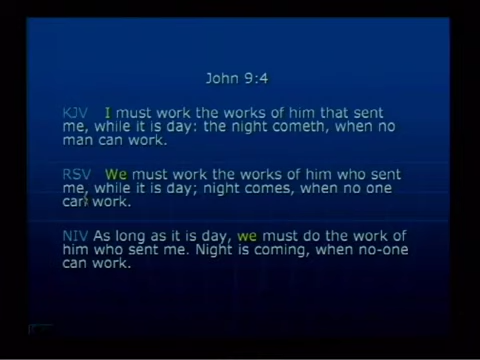 John 9:4
KJV I must work the works of him that sent
me, while it is day: the night cometh, when no
man can work.
RSV We must work the works of him who sent
me, while it is day; night comes, when no one
can work.
NIV As long as it is day, we must do the work of
him who sent me. Night is coming, when no-one
can work.